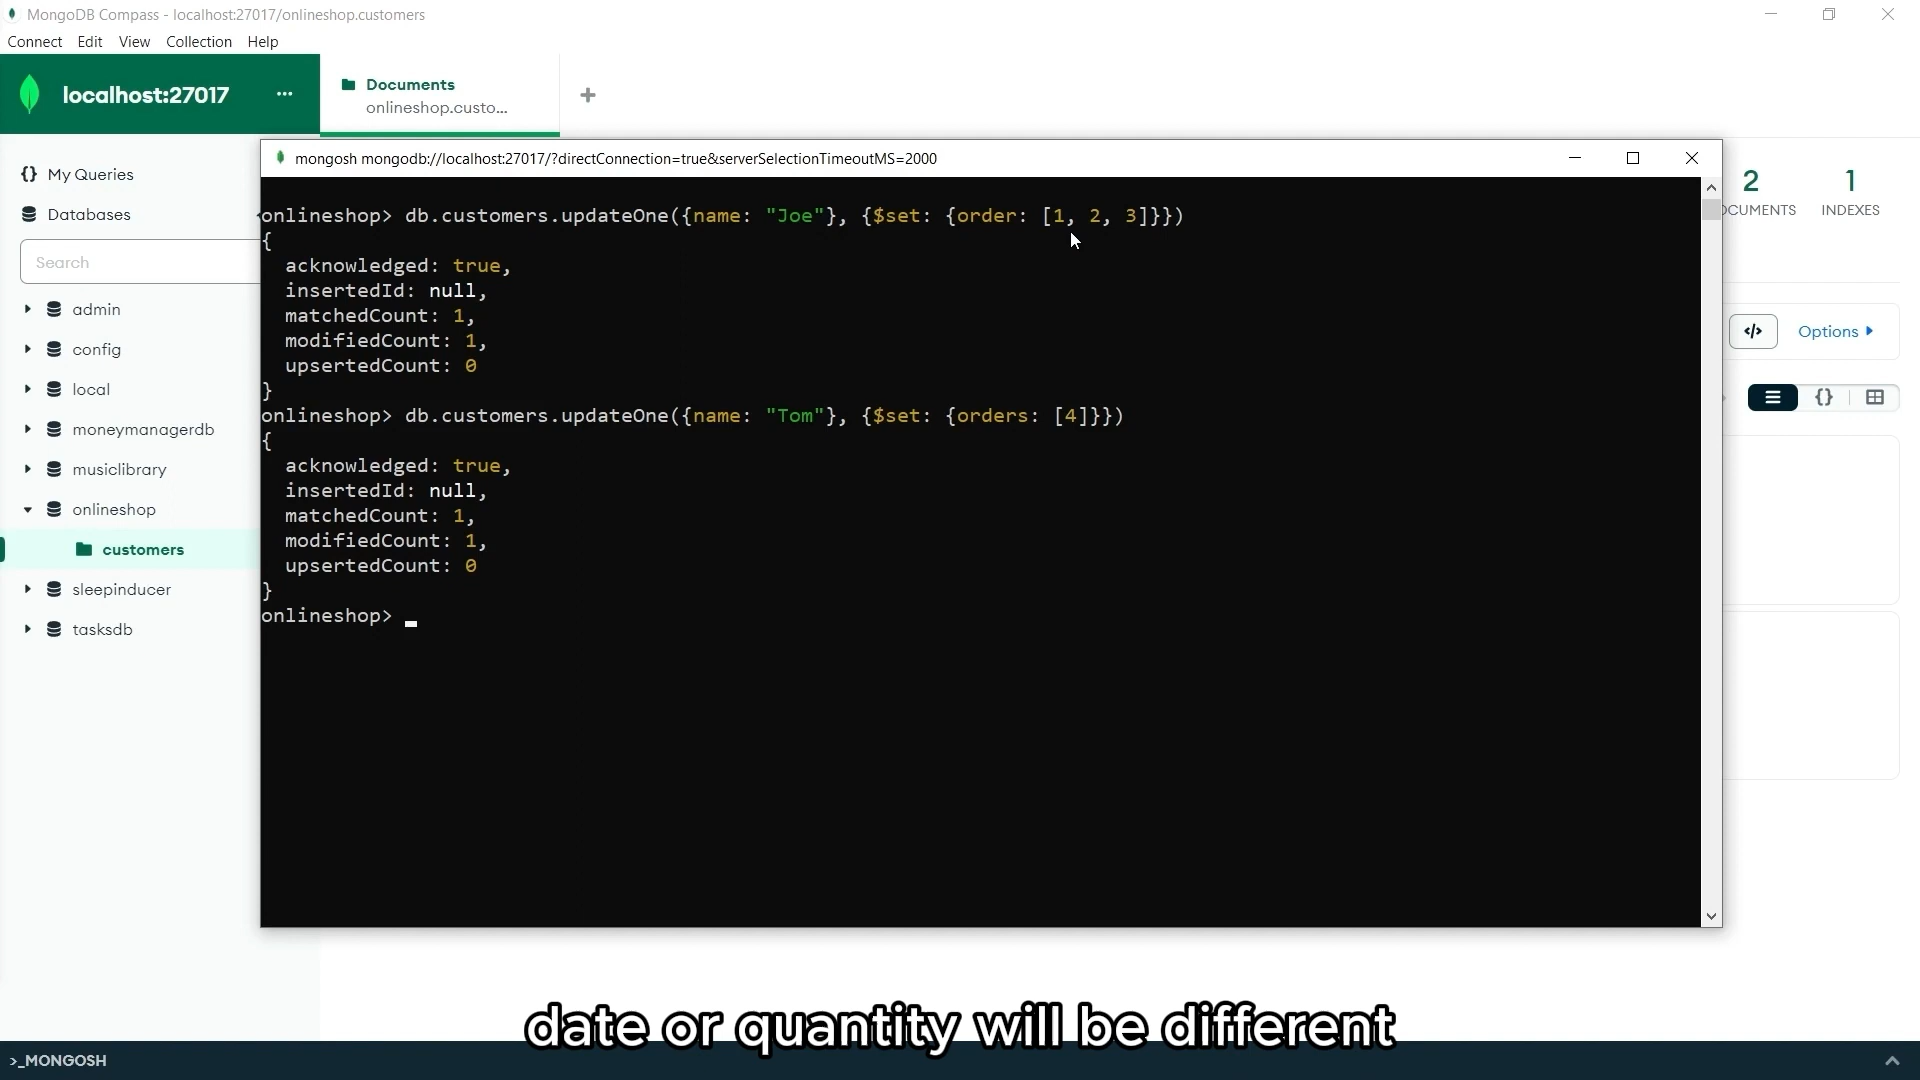 MongoDB Compass - localhost:27017/onlineshop.customers
Connect Edit View Collection Help
localhost:27017 ...
Documents
onlineshop.custo...
+
mongosh mongodb://localhost:27017/?directConnection=true&serverSelectionTimeoutMS=2000
{} My Queries
Databases
Search
admin
config
local
moneymanagerdb
musiclibrary
onlineshop
customers
sleepinducer
tasksdb
onlineshop> db.customers.updateOne({name: "Joe"}, {$set: {order: [1, 2, 3]}})
{
acknowledged: true,
insertedId: null,
matchedCount: 1,
modifiedCount: 1,
upsertedCount: 0
}
onlineshop> db.customers.updateOne({name: "Tom"}, {$set: {orders: [4]}})
{
acknowledged: true,
insertedId: null,
matchedCount: 1,
modifiedCount: 1,
upsertedCount: 0
}
onlineshop> _
2
1
INDEXES
</> Options
{}
date or quantity will be different
>_MONGOSH